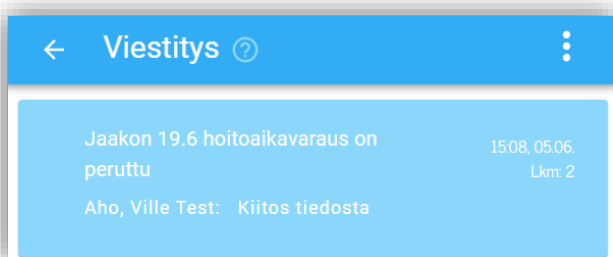 Viestitys ?
Jaakon 19.6 hoitoaikavaraus on
peruttu
15:08, 05.06.
Lkm: 2
Aho, Ville Test: Kiitos tiedosta